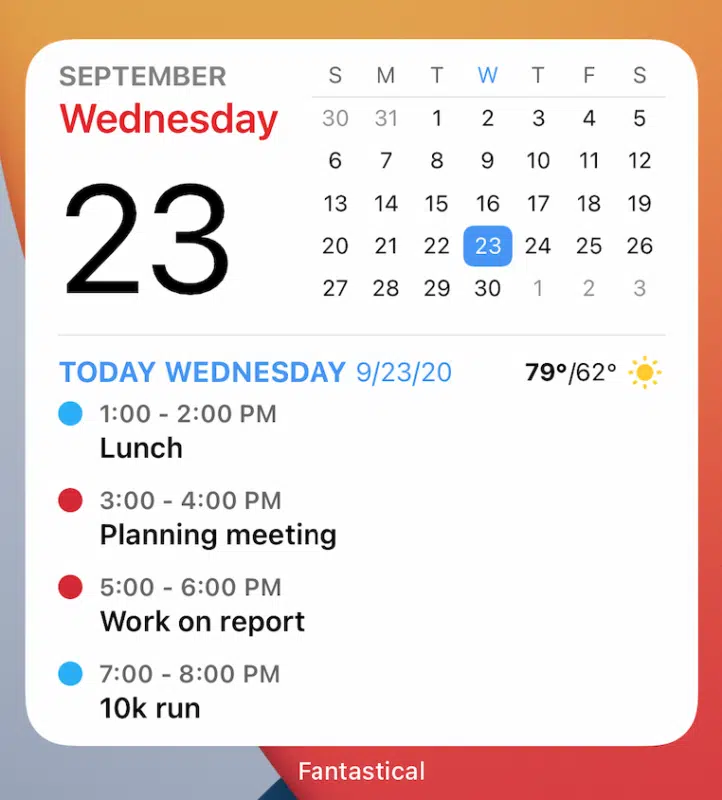 SEPTEMBER
Wednesday
23
S M T W T F S
30 31 1 2 3 4 5
6 7 8 9 10 11 12
13 14 15 16 17 18 19
20 21 22 23 24 25 26
27 28 29 30 1 2 3
TODAY WEDNESDAY 9/23/20 79°/62°
1:00 - 2:00 PM
Lunch
3:00 - 4:00 PM
Planning meeting
5:00 - 6:00 PM
Work on report
7:00 - 8:00 PM
10k run
Fantastical